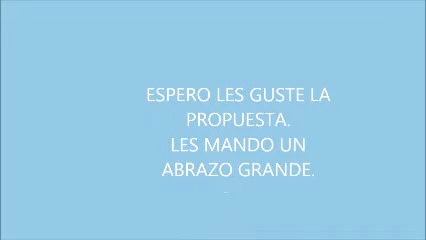 ESPERO LES GUSTE LA
PROPUESTA.
LES MANDO UN
ABRAZO GRANDE.